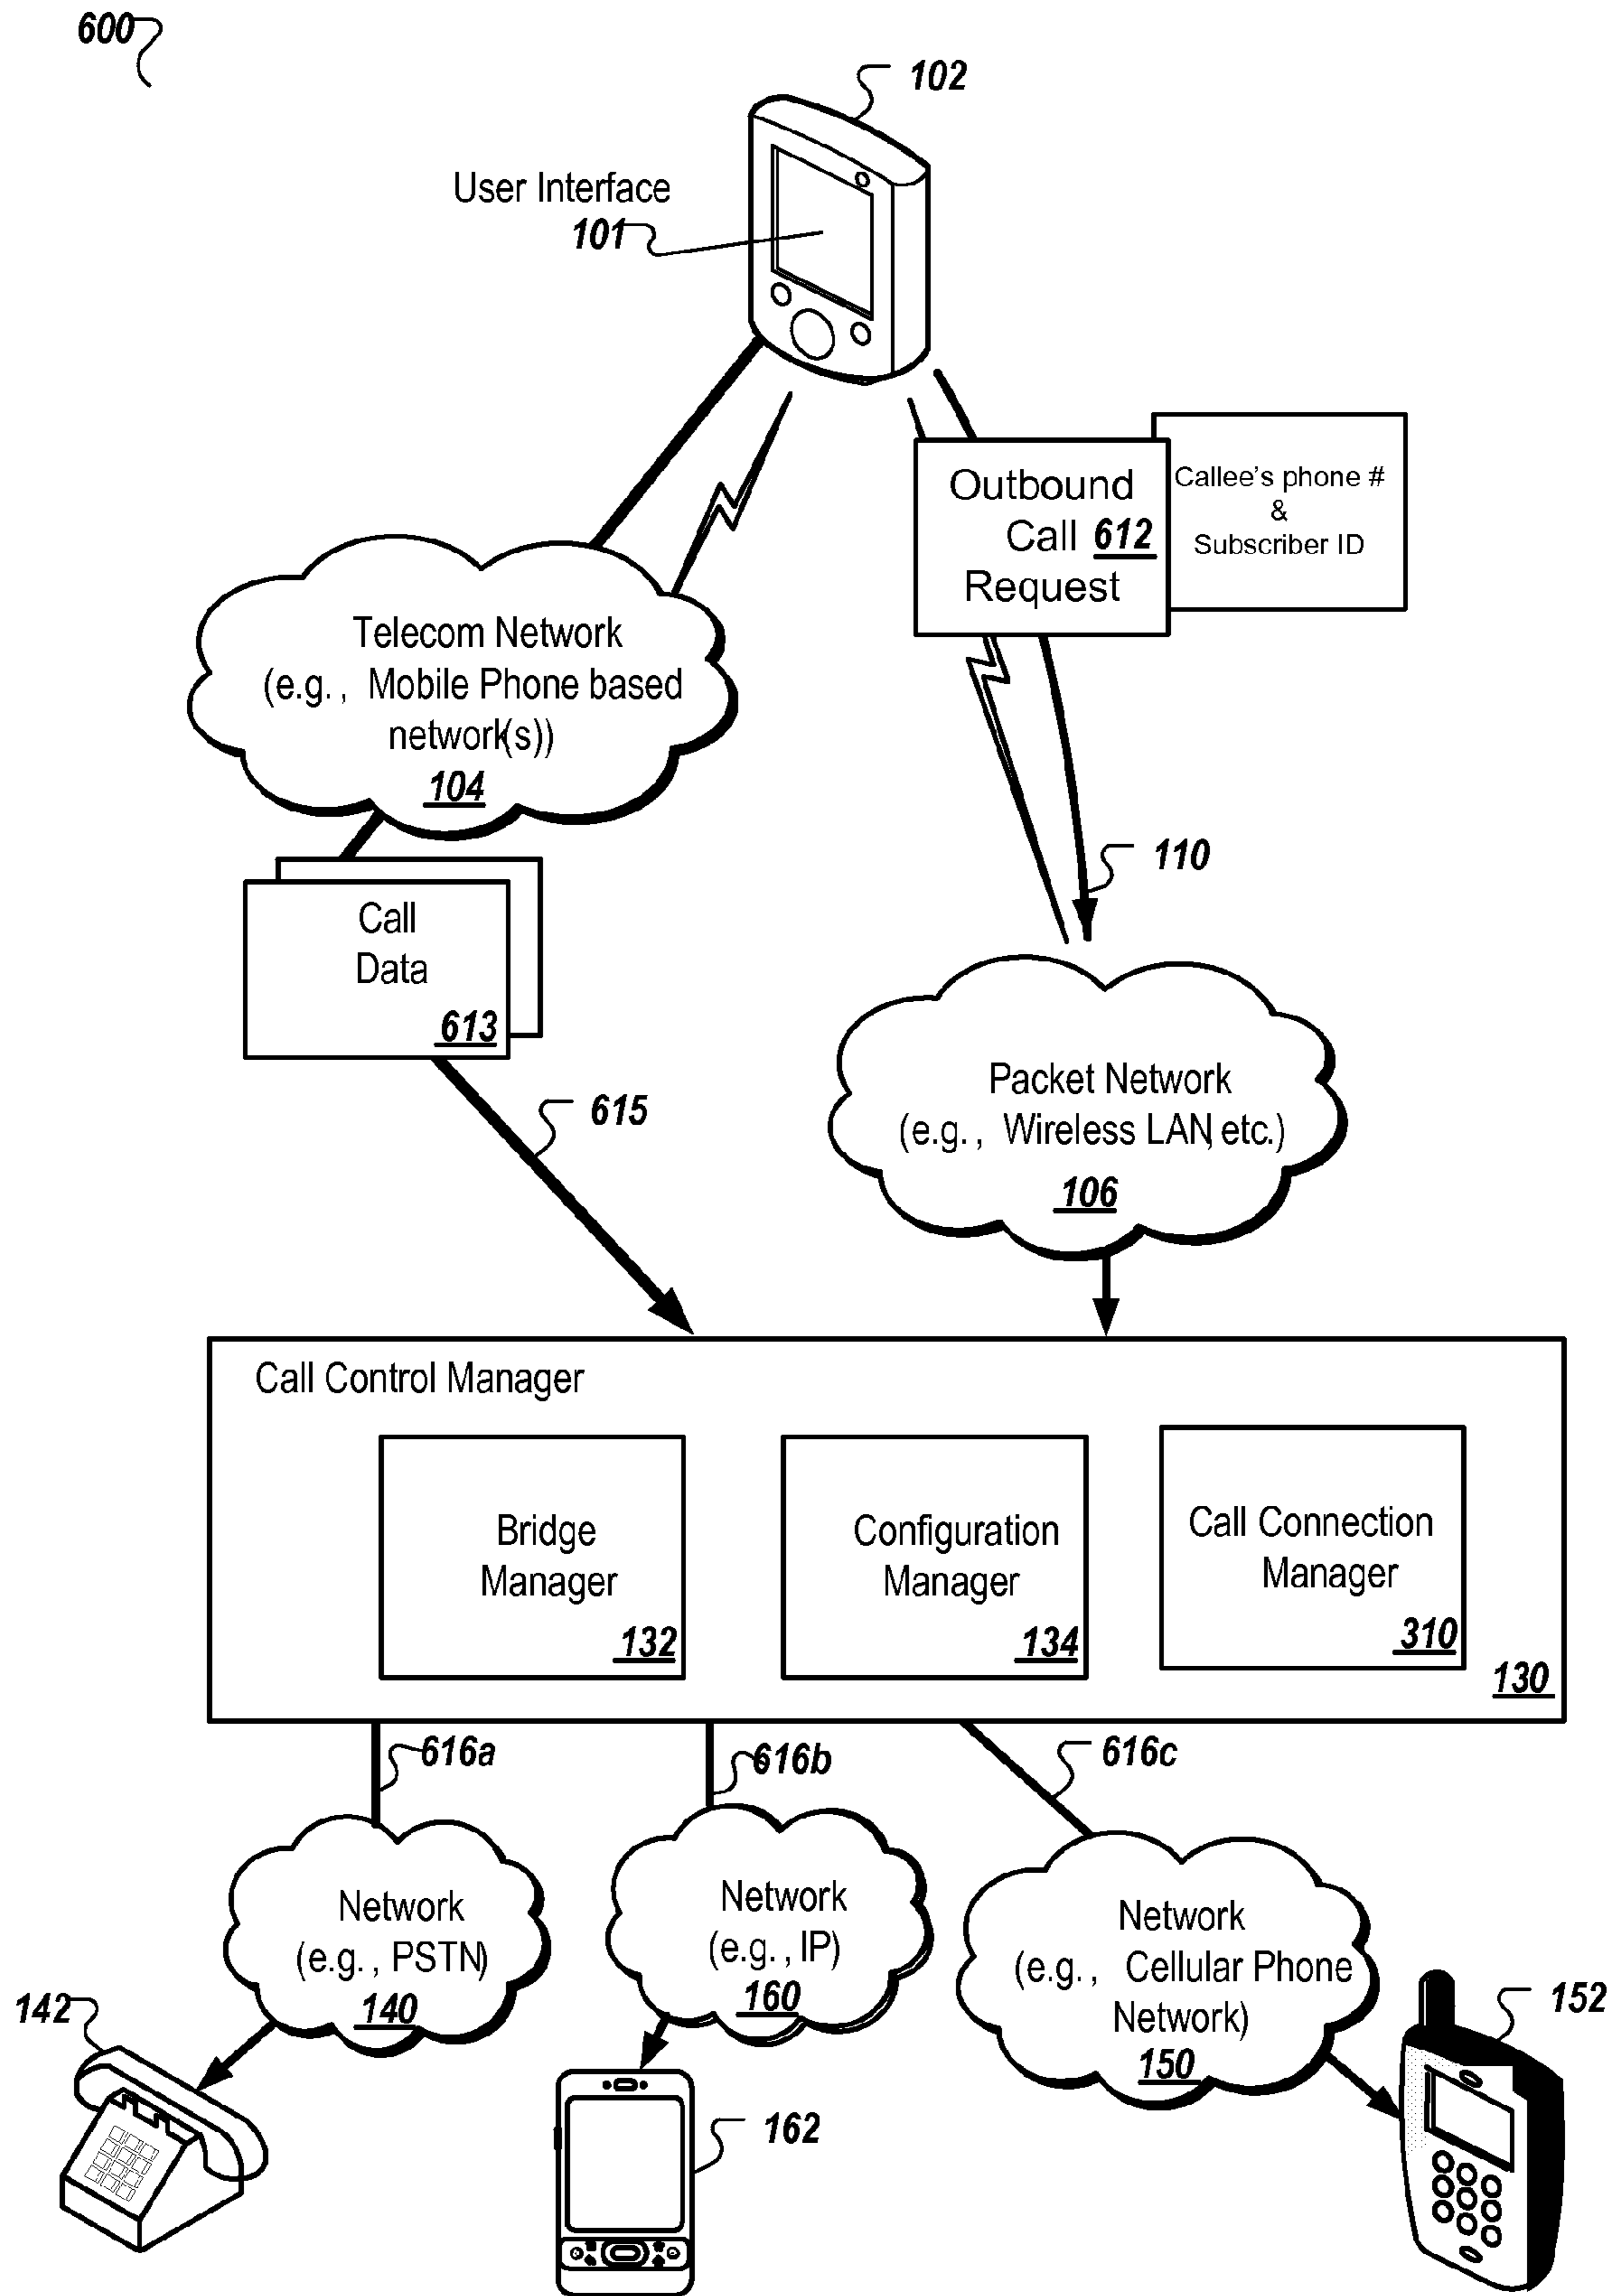 600
102
User Interface
101
Outbound
Call 612
Request
Callee's phone #
&
Subscriber ID
Telecom Network
(e.g., Mobile Phone based
network(s))
104
110
Call
Data
613
615
Packet Network
(e.g., Wireless LAN, etc.)
106
Call Control Manager
Bridge
Manager
132
Configuration
Manager
134
Call Connection
Manager
310
130
616a
616b
616c
Network
(e.g., PSTN)
140
Network
(e.g., IP)
160
Network
(e.g., Cellular Phone
Network)
150
142
162
152